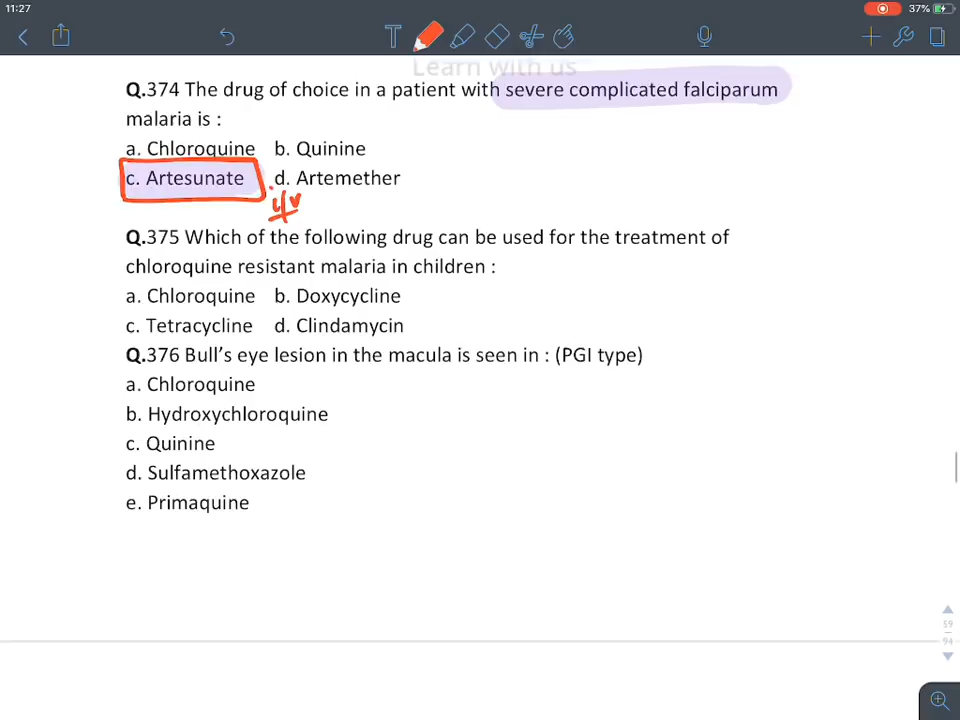 11:27
37%
T
Learn with us
Q.374 The drug of choice in a patient with severe complicated falciparum
malaria is :
a. Chloroquine b. Quinine
c. Artesunate d. Artemether
i/v
Q.375 Which of the following drug can be used for the treatment of
chloroquine resistant malaria in children :
a. Chloroquine b. Doxycycline
c. Tetracycline d. Clindamycin
Q.376 Bull’s eye lesion in the macula is seen in : (PGI type)
a. Chloroquine
b. Hydroxychloroquine
c. Quinine
d. Sulfamethoxazole
e. Primaquine
59
94